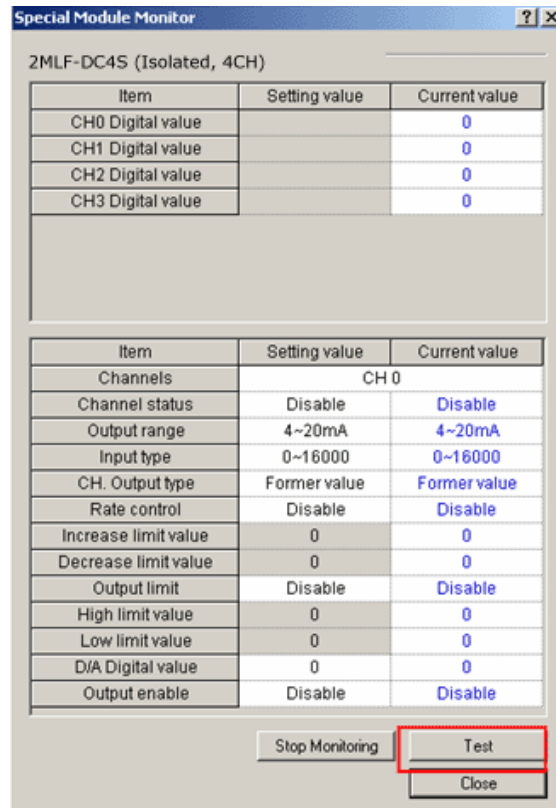 Special Module Monitor
2MLF-DC4S (Isolated, 4CH)
Item Setting value Current value
CH0 Digital value 0
CH1 Digital value 0
CH2 Digital value 0
CH3 Digital value 0
Item Setting value Current value
Channels CH 0
Channel status Disable Disable
Output range 4~20mA 4~20mA
Input type 0~16000 0~16000
CH. Output type Former value Former value
Rate control Disable Disable
Increase limit value 0 0
Decrease limit value 0 0
Output limit Disable Disable
High limit value 0 0
Low limit value 0 0
D/A Digital value 0 0
Output enable Disable Disable
Stop Monitoring Test
Close